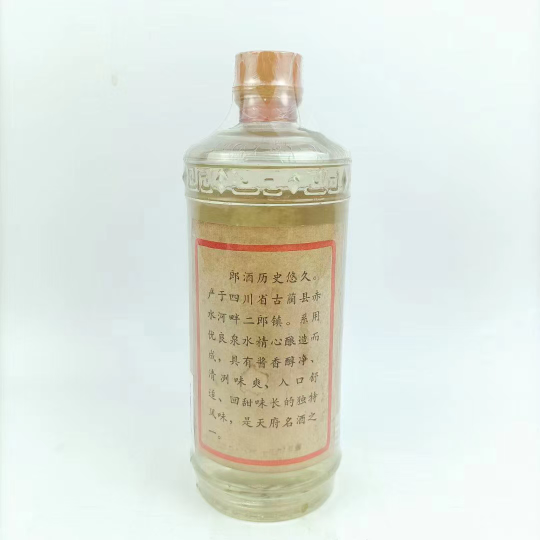 郎酒历史悠久。
产于四川省古蔺县赤
水河畔二郎镇。系用
优良泉水精心酿造而
成，具有酱香醇净、
清洌味爽、入口舒
适、回甜味长的独特
风味，是天府名酒之
一。